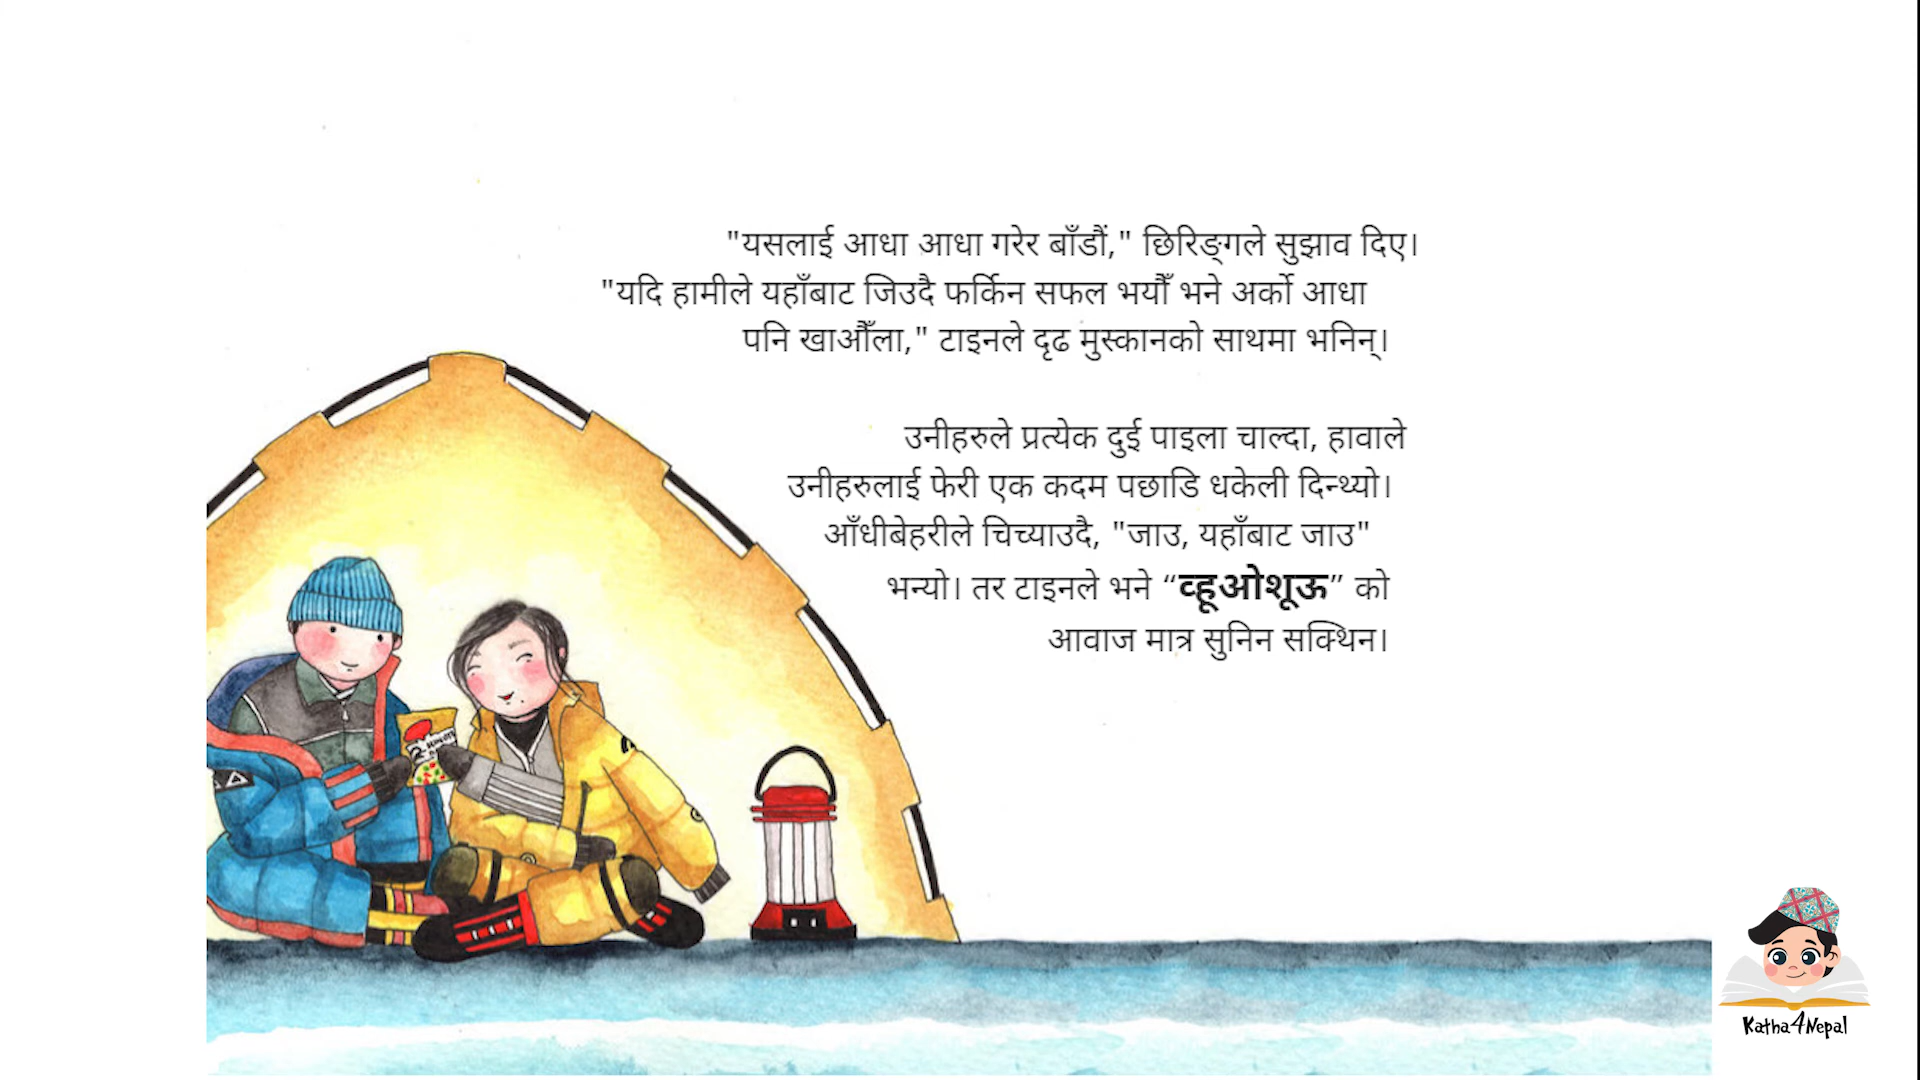 "यसलाई आधा आधा गरेर बाँडौं," छिरिङ्गले सुझाव दिए।
"यदि हामीले यहाँबाट जिउदै फर्किन सफल भयौँ भने अर्को आधा
पनि खाऔँला," टाइनले दृढ मुस्कानको साथमा भनिन्।
उनीहरुले प्रत्येक दुई पाइला चाल्दा, हावाले
उनीहरुलाई फेरी एक कदम पछाडि धकेली दिन्थ्यो।
आँधीबेहरीले चिच्याउदै, "जाउ, यहाँबाट जाउ"
भन्यो। तर टाइनले भने “व्हूओशूऊ” को
आवाज मात्र सुनिन सक्थिन।
Katha4Nepal